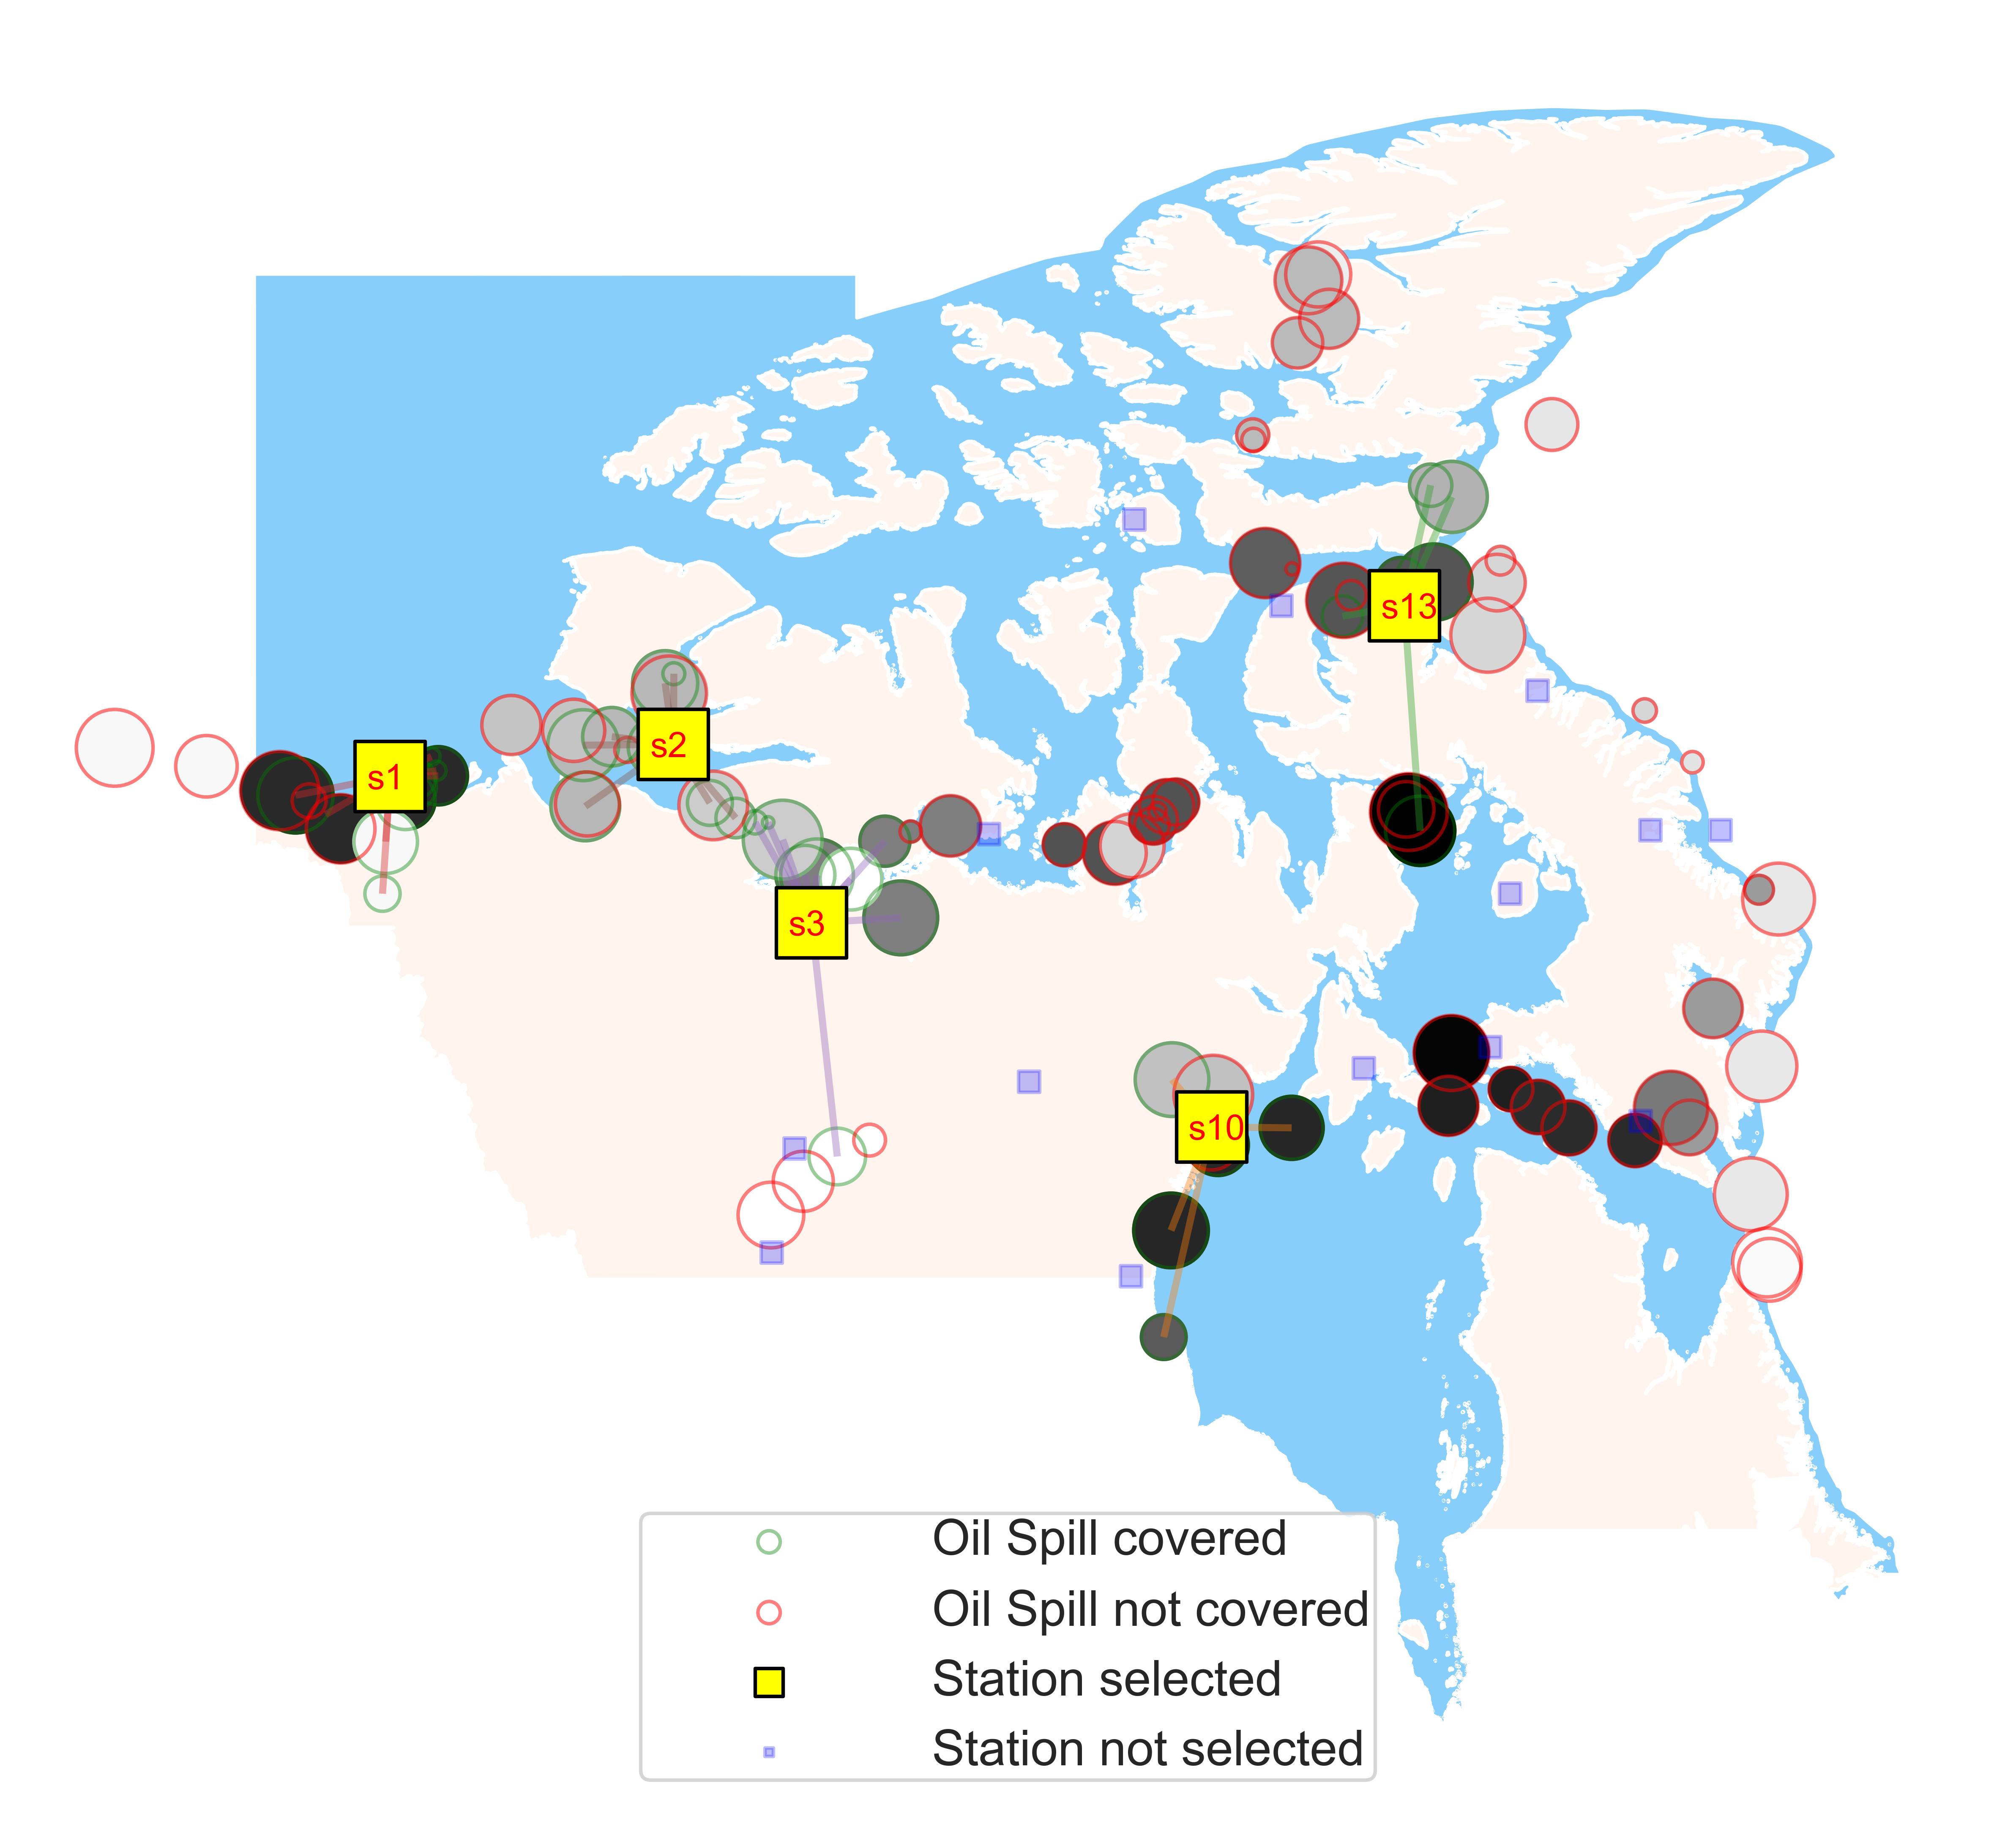 s13
s2
s1
s3
s10
Oil Spill covered
Oil Spill not covered
Station selected
Station not selected